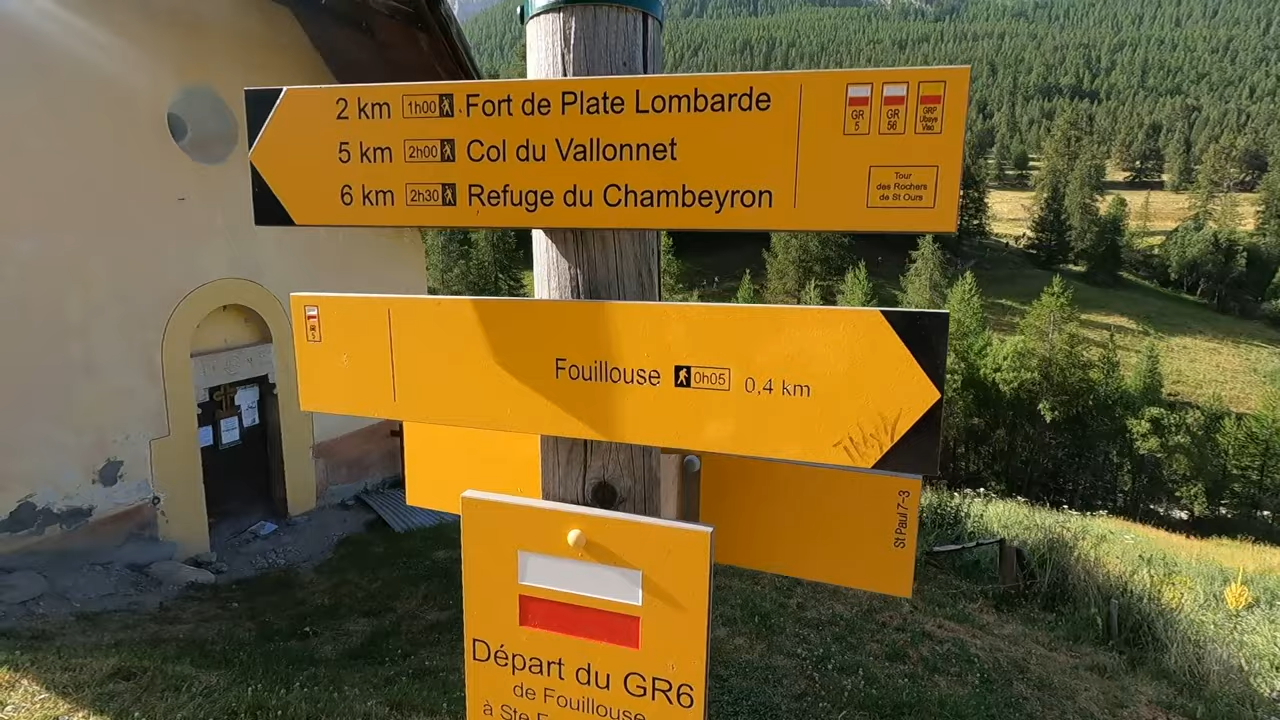 2 km 1h00 Fort de Plate Lombarde
5 km 2h00 Col du Vallonnet
6 km 2h30 Refuge du Chambeyron
GR 5
GR 56
GRP Ubaye Viso
Tour
des Rochers
de St Ours
5
Fouillouse 0h05 0,4 km
St Paul 7-3
Départ du GR6
de Fouillouse
à Ste